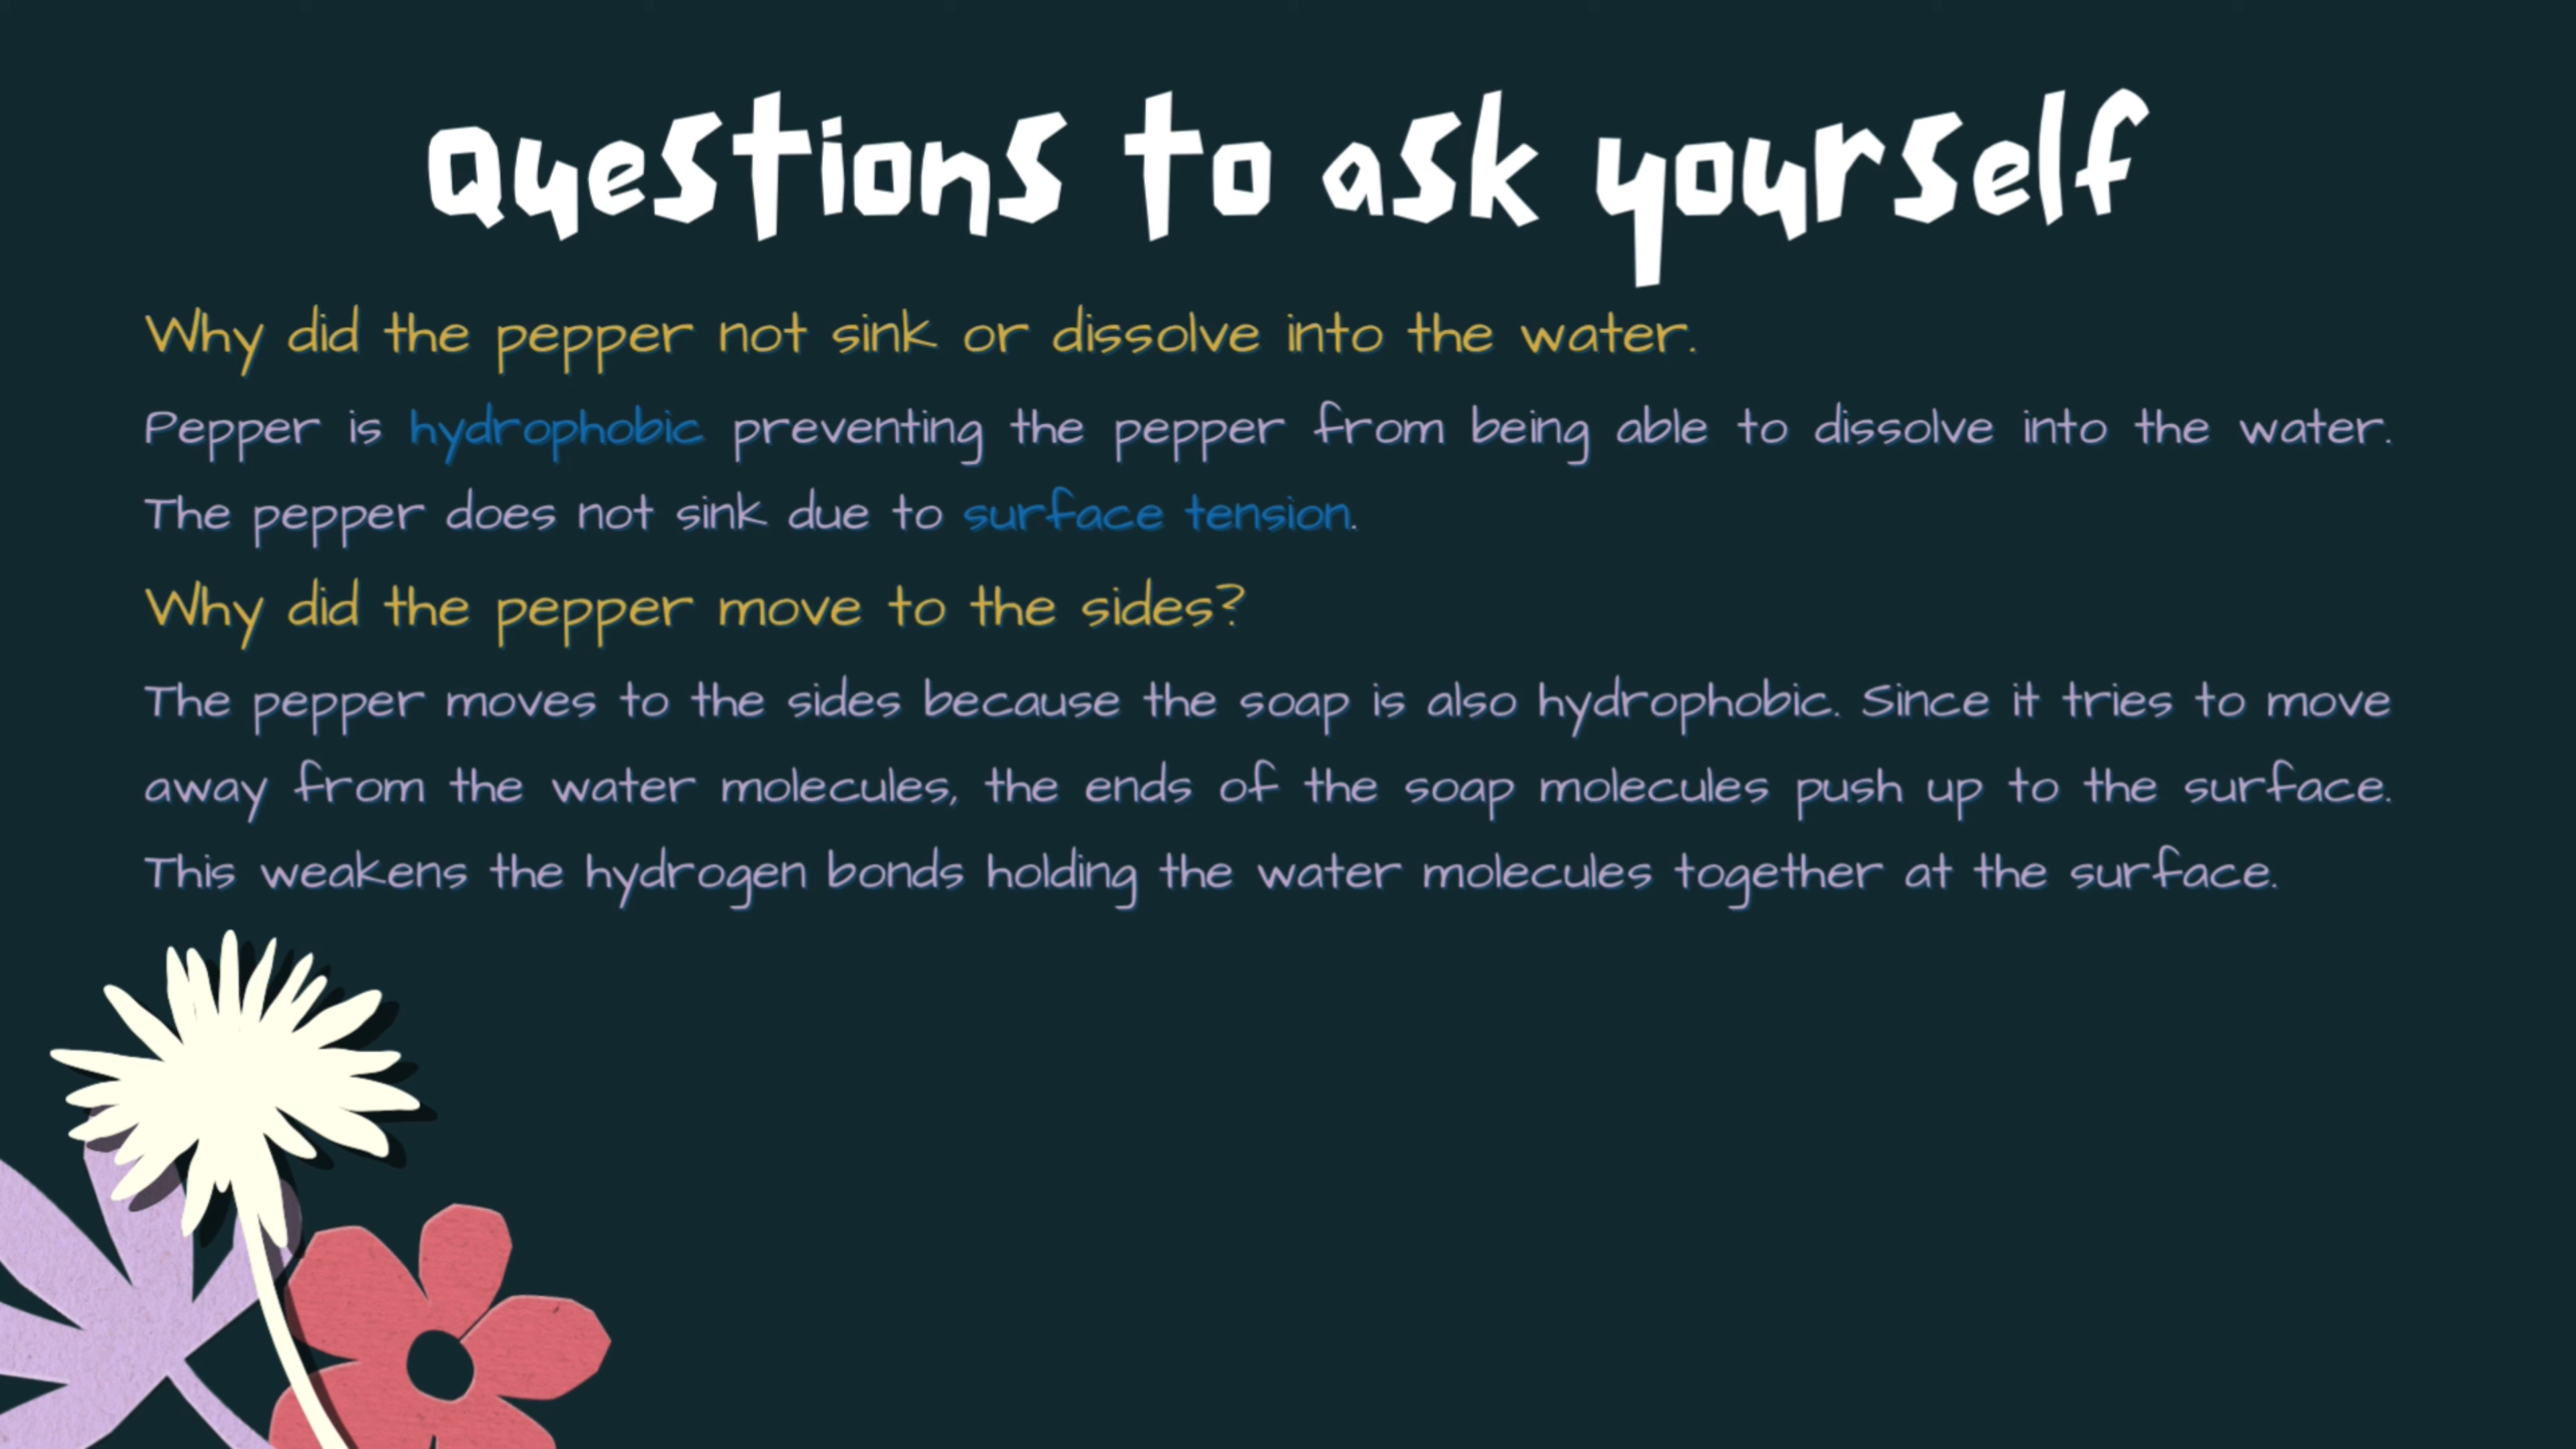 Questions to ask yourself
Why did the pepper not sink or dissolve into the water.
Pepper is hydrophobic preventing the pepper from being able to dissolve into the water.
The pepper does not sink due to surface tension.
Why did the pepper move to the sides?
The pepper moves to the sides because the soap is also hydrophobic. Since it tries to move
away from the water molecules, the ends of the soap molecules push up to the surface.
This weakens the hydrogen bonds holding the water molecules together at the surface.